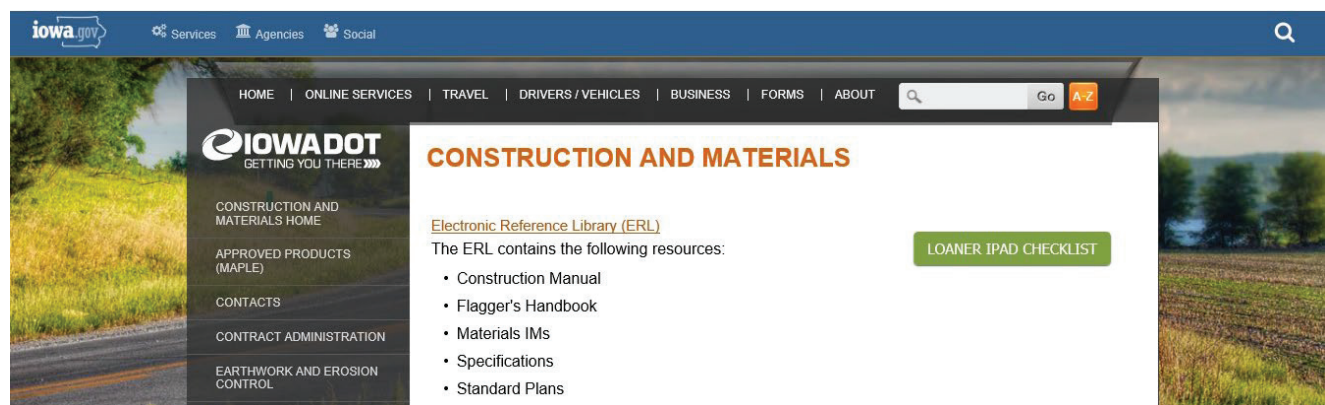 iowa.gov
Services Agencies Social
HOME | ONLINE SERVICES | TRAVEL | DRIVERS / VEHICLES | BUSINESS | FORMS | ABOUT Go A-Z
IOWADOT
GETTING YOU THERE
CONSTRUCTION AND MATERIALS HOME
APPROVED PRODUCTS (MAPLE)
CONTACTS
CONTRACT ADMINISTRATION
EARTHWORK AND EROSION CONTROL
CONSTRUCTION AND MATERIALS
Electronic Reference Library (ERL)
The ERL contains the following resources:
• Construction Manual
• Flagger's Handbook
• Materials IMs
• Specifications
• Standard Plans
LOANER IPAD CHECKLIST